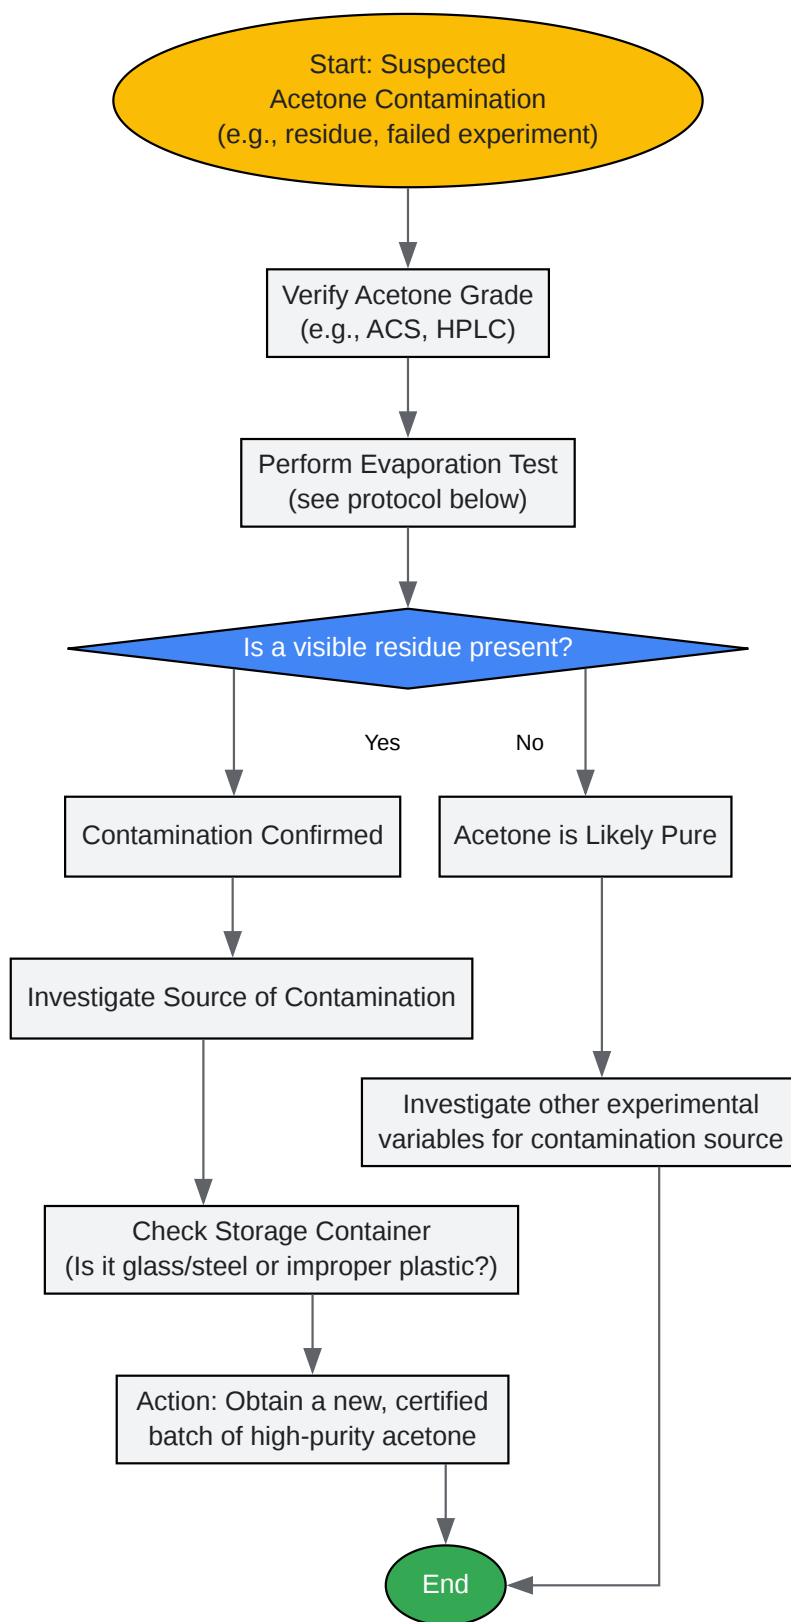 Start: Suspected
Acetone Contamination
(e.g., residue, failed experiment)
Verify Acetone Grade
(e.g., ACS, HPLC)
Perform Evaporation Test
(see protocol below)
Is a visible residue present?
Yes
No
Contamination Confirmed
Acetone is Likely Pure
Investigate Source of Contamination
Investigate other experimental
variables for contamination source
Check Storage Container
(Is it glass/steel or improper plastic?)
Action: Obtain a new, certified
batch of high-purity acetone
End